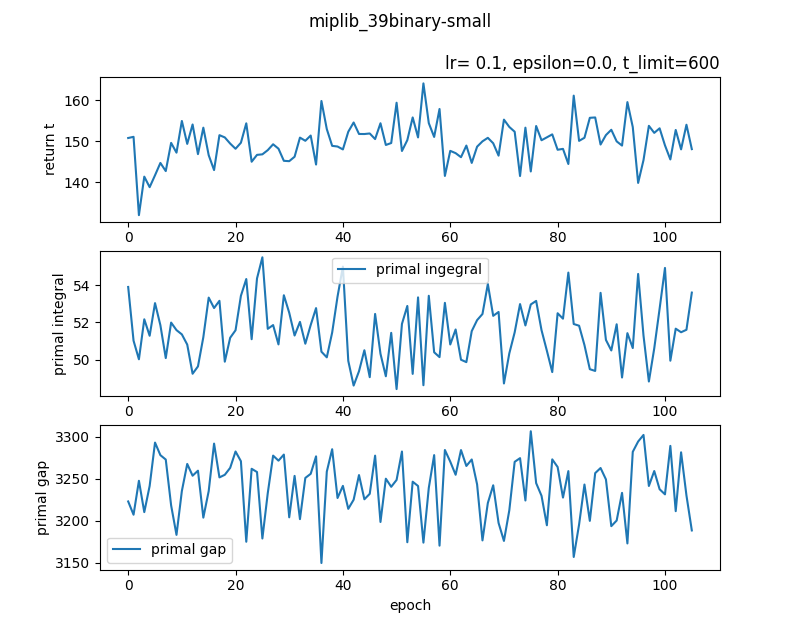 miplib_39binary-small
lr= 0.1, epsilon=0.0, t_limit=600
return t
160
150
140
0 20 40 60 80 100
primal integral
primal ingegral
54
52
50
0 20 40 60 80 100
primal gap
3300
3250
3200
3150
primal gap
0 20 40 60 80 100
epoch